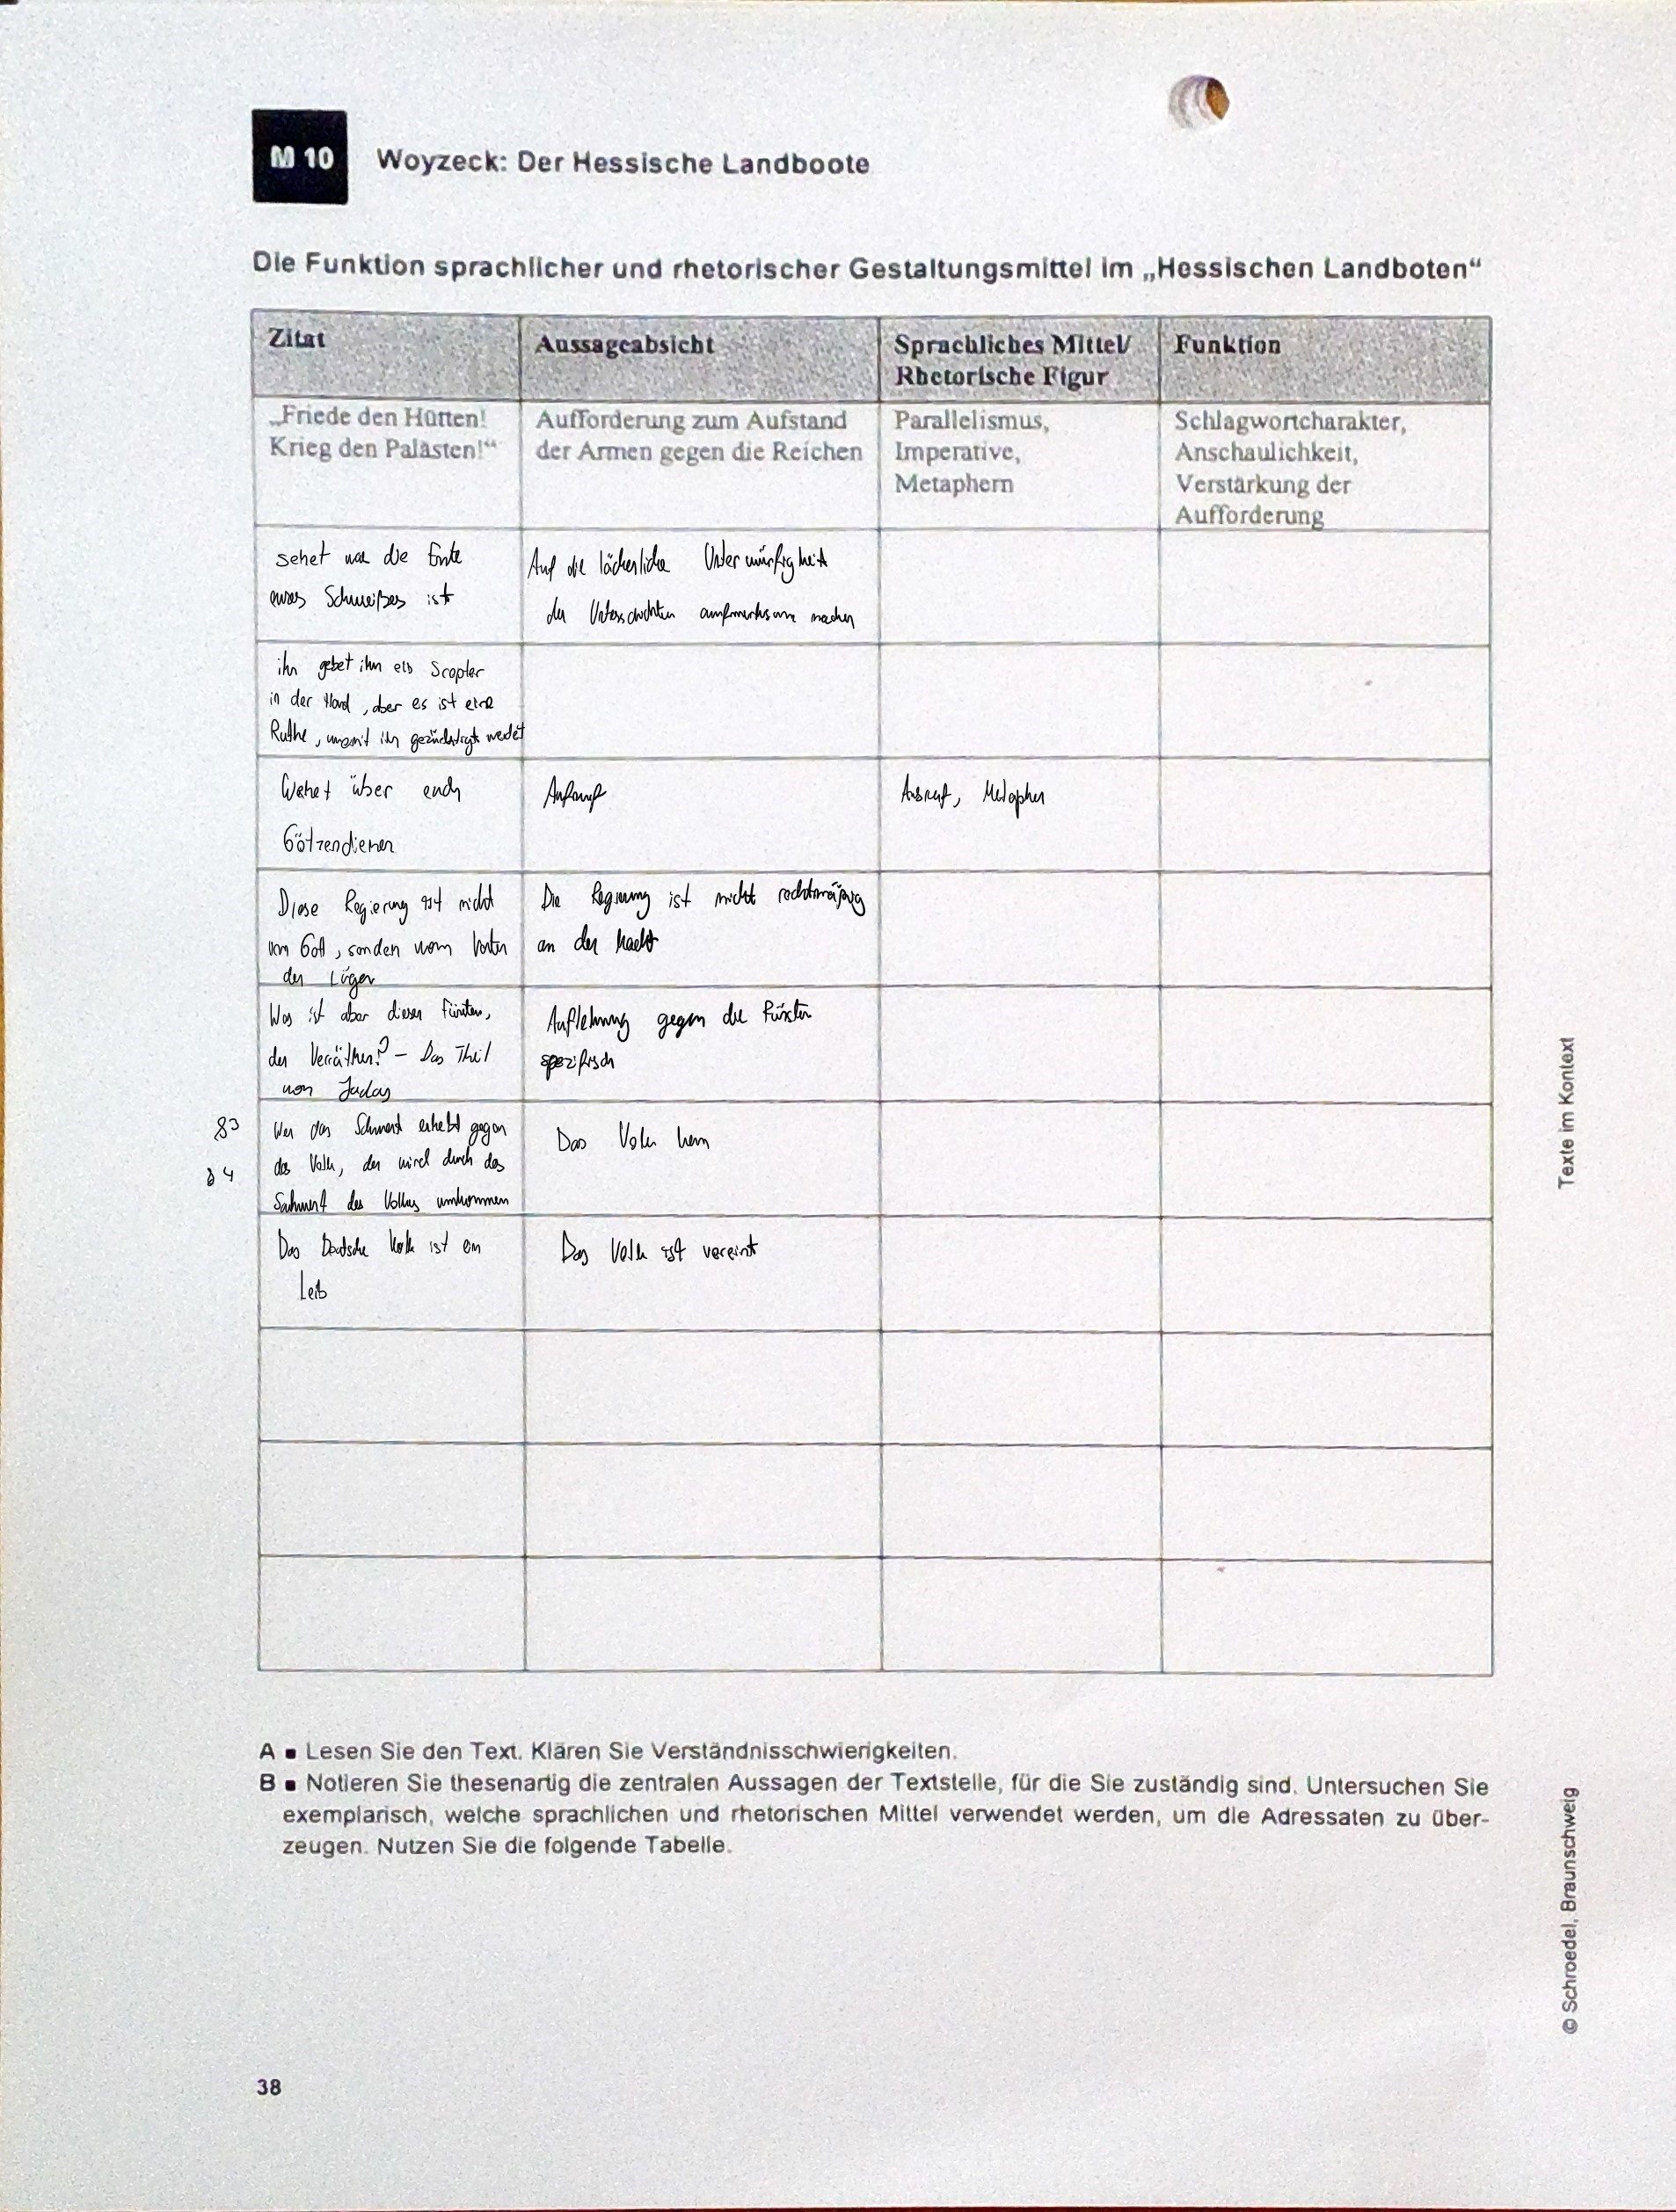 M 10
Woyzeck: Der Hessische Landboote
Die Funktion sprachlicher und rhetorischer Gestaltungsmittel im „Hessischen Landboten“
Zitat
Aussageabsicht
Sprachliches Mittel/
Rhetorische Figur
Funktion
„Friede den Hütten!
Krieg den Palästen!“
Aufforderung zum Aufstand
der Armen gegen die Reichen
Parallelismus,
Imperative,
Metaphern
Schlagwortcharakter,
Anschaulichkeit,
Verstärkung der
Aufforderung
sehet was die Ernte
eures Schweißes ist
Auf die lächerliche Unterwürfigkeit
der Unterschichten aufmerksam machen
ihr gebet ihm ein Scepter
in der Hand, aber es ist eine
Ruthe, womit ihr gezüchtigt werdet
Wehet über euch
Götzendiener
Aufruf
Ausruf, Metapher
Diese Regierung ist nicht
von Gott, sondern vom Vater
der Lügen
Die Regierung ist nicht rechtmäßig
an der Macht
Was ist aber dieser Fürsten,
der Verräther? – Das Theil
von Judas
Auflehnung gegen die Fürsten
spezifisch
83
84
Wer das Schwert erhebt gegen
das Volk, der wird durch das
Schwert des Volkes umkommen
Das Volk kann
Das Deutsche Volk ist ein
Leib
Das Volk ist vereint
A ▪ Lesen Sie den Text. Klären Sie Verständnisschwierigkeiten.
B ▪ Notieren Sie thesenartig die zentralen Aussagen der Textstelle, für die Sie zuständig sind. Untersuchen Sie
exemplarisch, welche sprachlichen und rhetorischen Mittel verwendet werden, um die Adressaten zu über-
zeugen. Nutzen Sie die folgende Tabelle.
38
Texte im Kontext
© Schroedel, Braunschweig